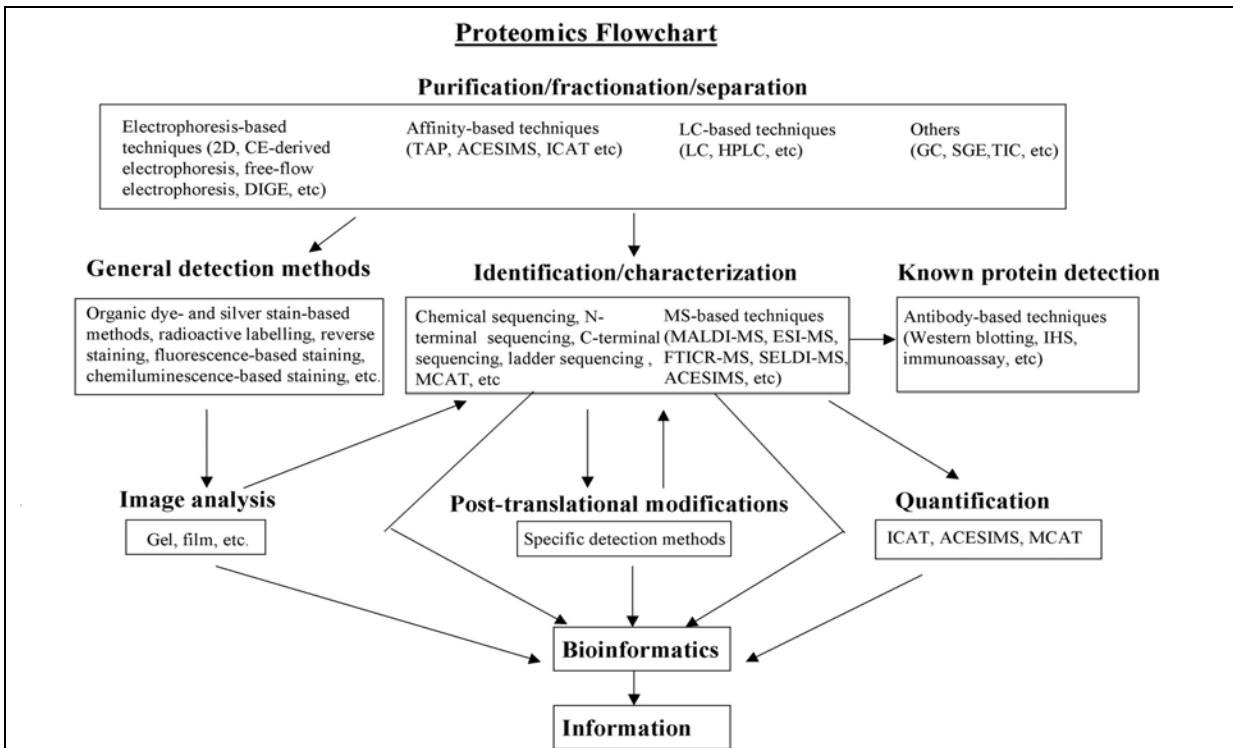 Proteomics Flowchart
Purification/fractionation/separation
Electrophoresis-based
techniques (2D, CE-derived
electrophoresis, free-flow
electrophoresis, DIGE, etc)
Affinity-based techniques
(TAP, ACESIMS, ICAT etc)
LC-based techniques
(LC, HPLC, etc)
Others
(GC, SGE,TIC, etc)
General detection methods
Organic dye- and silver stain-based
methods, radioactive labelling, reverse
staining, fluorescence-based staining,
chemiluminescence-based staining, etc.
Identification/characterization
Chemical sequencing, N-
terminal sequencing, C-terminal
sequencing, ladder sequencing ,
MCAT, etc
MS-based techniques
(MALDI-MS, ESI-MS,
FTICR-MS, SELDI-MS,
ACESIMS, etc)
Known protein detection
Antibody-based techniques
(Western blotting, IHS,
immunoassay, etc)
Image analysis
Gel, film, etc.
Post-translational modifications
Specific detection methods
Quantification
ICAT, ACESIMS, MCAT
Bioinformatics
Information